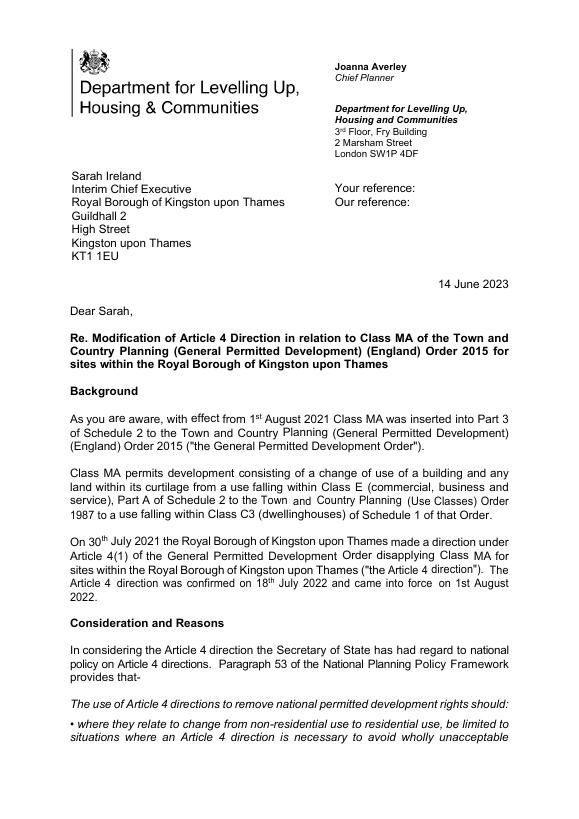 Department for Levelling Up,
Housing & Communities
Joanna Averley
Chief Planner
Department for Levelling Up,
Housing and Communities
3rd Floor, Fry Building
2 Marsham Street
London SW1P 4DF
Sarah Ireland
Interim Chief Executive
Royal Borough of Kingston upon Thames
Guildhall 2
High Street
Kingston upon Thames
KT1 1EU
Your reference:
Our reference:
14 June 2023
Dear Sarah,
Re. Modification of Article 4 Direction in relation to Class MA of the Town and
Country Planning (General Permitted Development) (England) Order 2015 for
sites within the Royal Borough of Kingston upon Thames
Background
As you are aware, with effect from 1st August 2021 Class MA was inserted into Part 3
of Schedule 2 to the Town and Country Planning (General Permitted Development)
(England) Order 2015 ("the General Permitted Development Order").
Class MA permits development consisting of a change of use of a building and any
land within its curtilage from a use falling within Class E (commercial, business and
service), Part A of Schedule 2 to the Town and Country Planning (Use Classes) Order
1987 to a use falling within Class C3 (dwellinghouses) of Schedule 1 of that Order.
On 30th July 2021 the Royal Borough of Kingston upon Thames made a direction under
Article 4(1) of the General Permitted Development Order disapplying Class MA for
sites within the Royal Borough of Kingston upon Thames ("the Article 4 direction"). The
Article 4 direction was confirmed on 18th July 2022 and came into force on 1st August
2022.
Consideration and Reasons
In considering the Article 4 direction the Secretary of State has had regard to national
policy on Article 4 directions. Paragraph 53 of the National Planning Policy Framework
provides that-
The use of Article 4 directions to remove national permitted development rights should:
• where they relate to change from non-residential use to residential use, be limited to
situations where an Article 4 direction is necessary to avoid wholly unacceptable